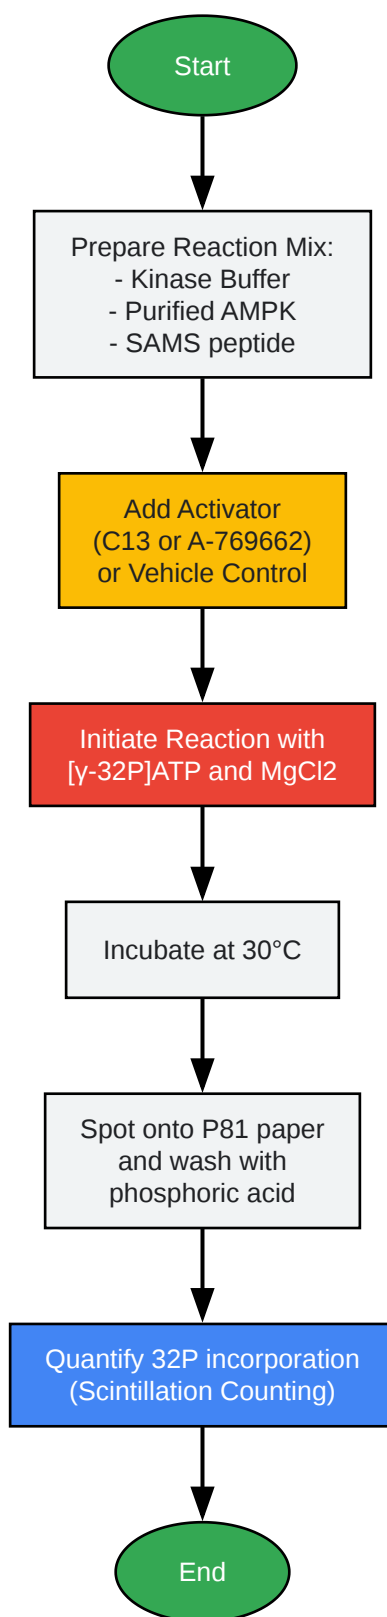 Start
Prepare Reaction Mix:
- Kinase Buffer
- Purified AMPK
- SAMS peptide
Add Activator
(C13 or A-769662)
or Vehicle Control
Initiate Reaction with
[γ-32P]ATP and MgCl2
Incubate at 30°C
Spot onto P81 paper
and wash with
phosphoric acid
Quantify 32P incorporation
(Scintillation Counting)
End